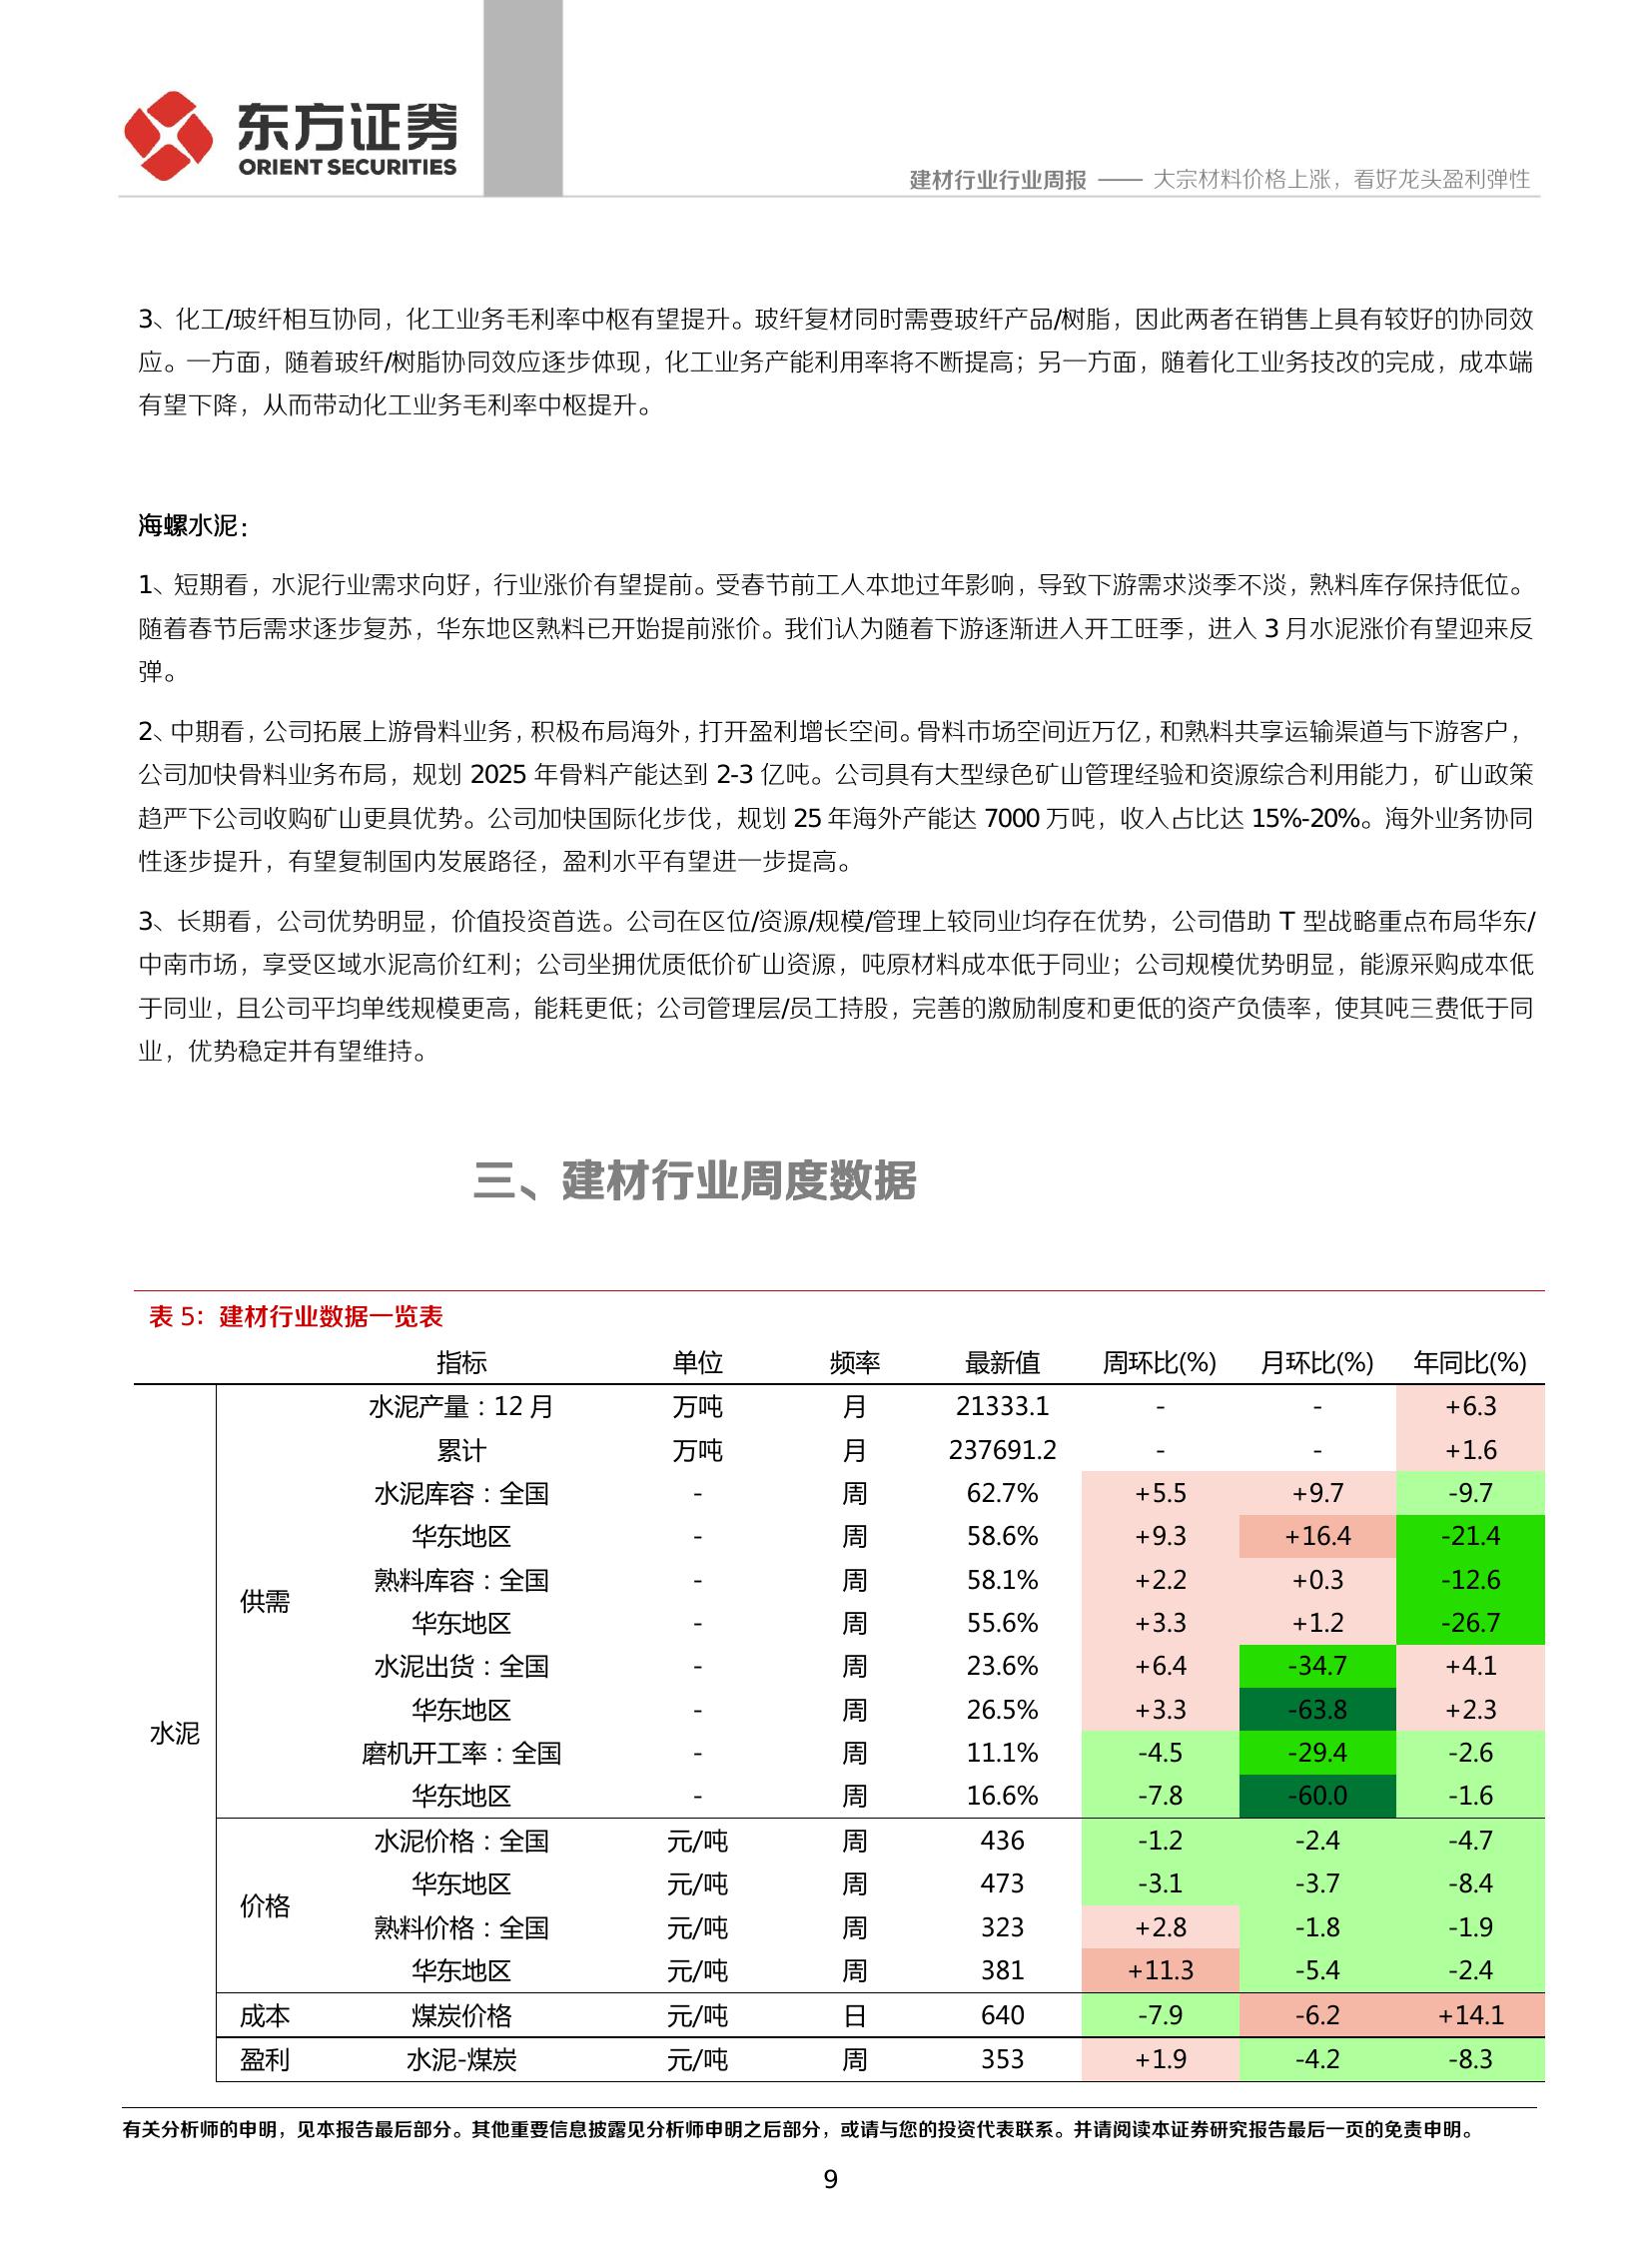 东方证券
ORIENT SECURITIES
建材行业行业周报 —— 大宗材料价格上涨，看好龙头盈利弹性
3、化工/玻纤相互协同，化工业务毛利率中枢有望提升。玻纤复材同时需要玻纤产品/树脂，因此两者在销售上具有较好的协同效
应。一方面，随着玻纤/树脂协同效应逐步体现，化工业务产能利用率将不断提高；另一方面，随着化工业务技改的完成，成本端
有望下降，从而带动化工业务毛利率中枢提升。
海螺水泥：
1、短期看，水泥行业需求向好，行业涨价有望提前。受春节前工人本地过年影响，导致下游需求淡季不淡，熟料库存保持低位。
随着春节后需求逐步复苏，华东地区熟料已开始提前涨价。我们认为随着下游逐渐进入开工旺季，进入 3 月水泥涨价有望迎来反
弹。
2、中期看，公司拓展上游骨料业务，积极布局海外，打开盈利增长空间。骨料市场空间近万亿，和熟料共享运输渠道与下游客户，
公司加快骨料业务布局，规划 2025 年骨料产能达到 2-3 亿吨。公司具有大型绿色矿山管理经验和资源综合利用能力，矿山政策
趋严下公司收购矿山更具优势。公司加快国际化步伐，规划 25 年海外产能达 7000 万吨，收入占比达 15%-20%。海外业务协同
性逐步提升，有望复制国内发展路径，盈利水平有望进一步提高。
3、长期看，公司优势明显，价值投资首选。公司在区位/资源/规模/管理上较同业均存在优势，公司借助 T 型战略重点布局华东/
中南市场，享受区域水泥高价红利；公司坐拥优质低价矿山资源，吨原材料成本低于同业；公司规模优势明显，能源采购成本低
于同业，且公司平均单线规模更高，能耗更低；公司管理层/员工持股，完善的激励制度和更低的资产负债率，使其吨三费低于同
业，优势稳定并有望维持。
三、建材行业周度数据
表 5：建材行业数据一览表
指标 单位 频率 最新值 周环比(%) 月环比(%) 年同比(%)
水泥 供需 水泥产量：12 月 万吨 月 21333.1 - - +6.3
累计 万吨 月 237691.2 - - +1.6
水泥库容：全国 - 周 62.7% +5.5 +9.7 -9.7
华东地区 - 周 58.6% +9.3 +16.4 -21.4
熟料库容：全国 - 周 58.1% +2.2 +0.3 -12.6
华东地区 - 周 55.6% +3.3 +1.2 -26.7
水泥出货：全国 - 周 23.6% +6.4 -34.7 +4.1
华东地区 - 周 26.5% +3.3 -63.8 +2.3
磨机开工率：全国 - 周 11.1% -4.5 -29.4 -2.6
华东地区 - 周 16.6% -7.8 -60.0 -1.6
价格 水泥价格：全国 元/吨 周 436 -1.2 -2.4 -4.7
华东地区 元/吨 周 473 -3.1 -3.7 -8.4
熟料价格：全国 元/吨 周 323 +2.8 -1.8 -1.9
华东地区 元/吨 周 381 +11.3 -5.4 -2.4
成本 煤炭价格 元/吨 日 640 -7.9 -6.2 +14.1
盈利 水泥-煤炭 元/吨 周 353 +1.9 -4.2 -8.3
有关分析师的申明，见本报告最后部分。其他重要信息披露见分析师申明之后部分，或请与您的投资代表联系。并请阅读本证券研究报告最后一页的免责申明。
9